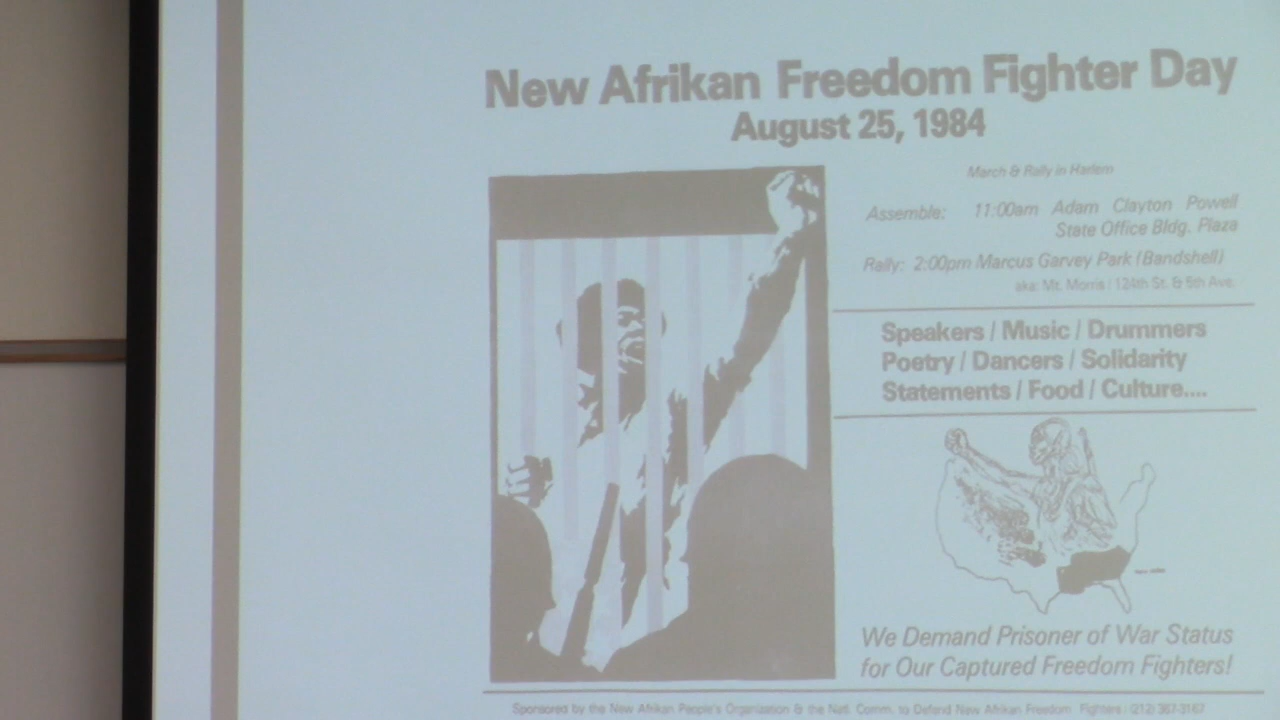 New Afrikan Freedom Fighter Day
August 25, 1984
March & Rally in Harlem
Assemble: 11:00am Adam Clayton Powell
State Office Bldg. Plaza
Rally: 2:00pm Marcus Garvey Park (Bandshell)
aka: Mt. Morris / 124th St. & 5th Ave.
Speakers / Music / Drummers
Poetry / Dancers / Solidarity
Statements / Food / Culture....
We Demand Prisoner of War Status
for Our Captured Freedom Fighters!
Sponsored by the New Afrikan People's Organization & the Natl. Comm. to Defend New Afrikan Freedom Fighters / (212)